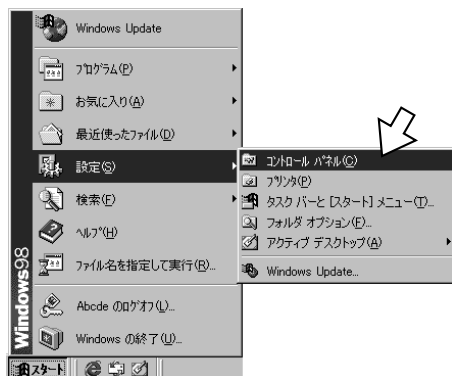 Windows Update
プログラム(P)
お気に入り(A)
最近使ったファイル(D)
設定(S)
検索(F)
ヘルプ(H)
ファイル名を指定して実行(R)...
Abcde のログオフ(L)...
Windows の終了(U)...
Windows98
スタート
コントロール パネル(C)
プリンタ(P)
タスク バーと [スタート] メニュー(T)...
フォルダ オプション(F)...
アクティブ デスクトップ(A)
Windows Update...